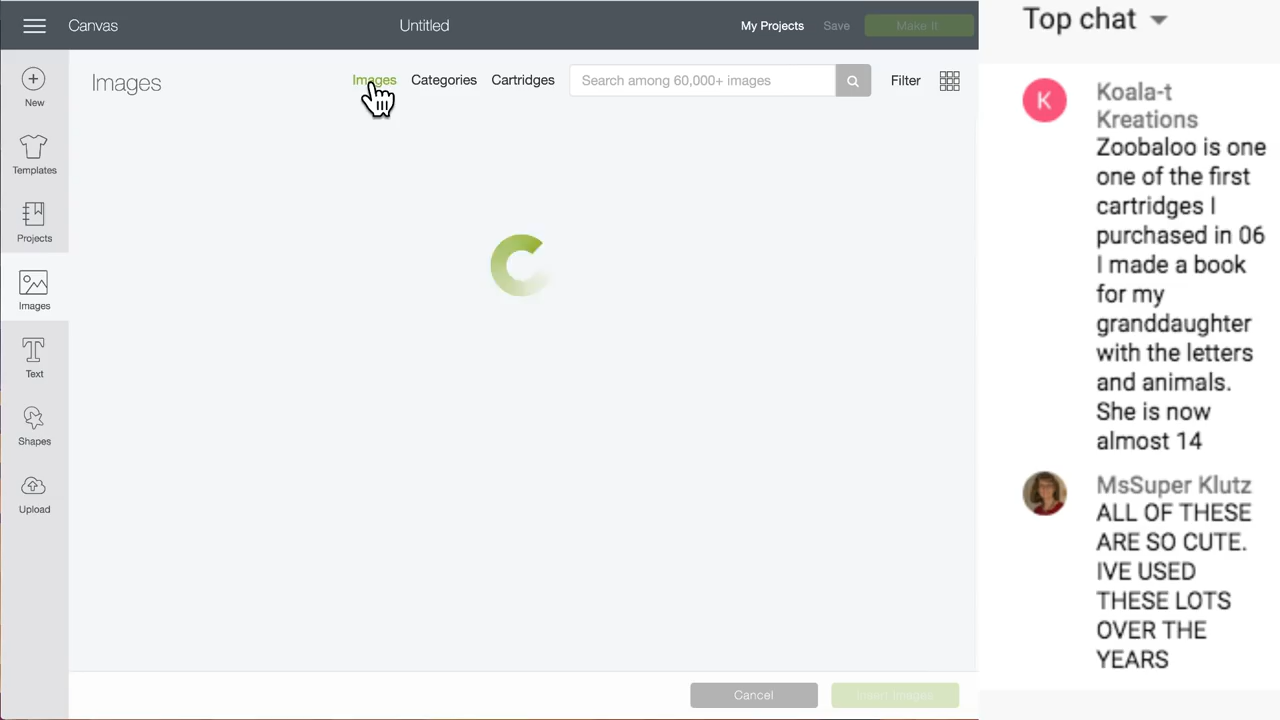 Canvas
Untitled
My Projects
Save
Make It
New
Templates
Projects
Images
Text
Shapes
Upload
Images
Images
Categories
Cartridges
Search among 60,000+ images
Filter
Cancel
Insert Images
Top chat
K
Koala-t
Kreations
Zoobaloo is one
one of the first
cartridges I
purchased in 06
I made a book
for my
granddaughter
with the letters
and animals.
She is now
almost 14
MsSuper Klutz
ALL OF THESE
ARE SO CUTE.
IVE USED
THESE LOTS
OVER THE
YEARS